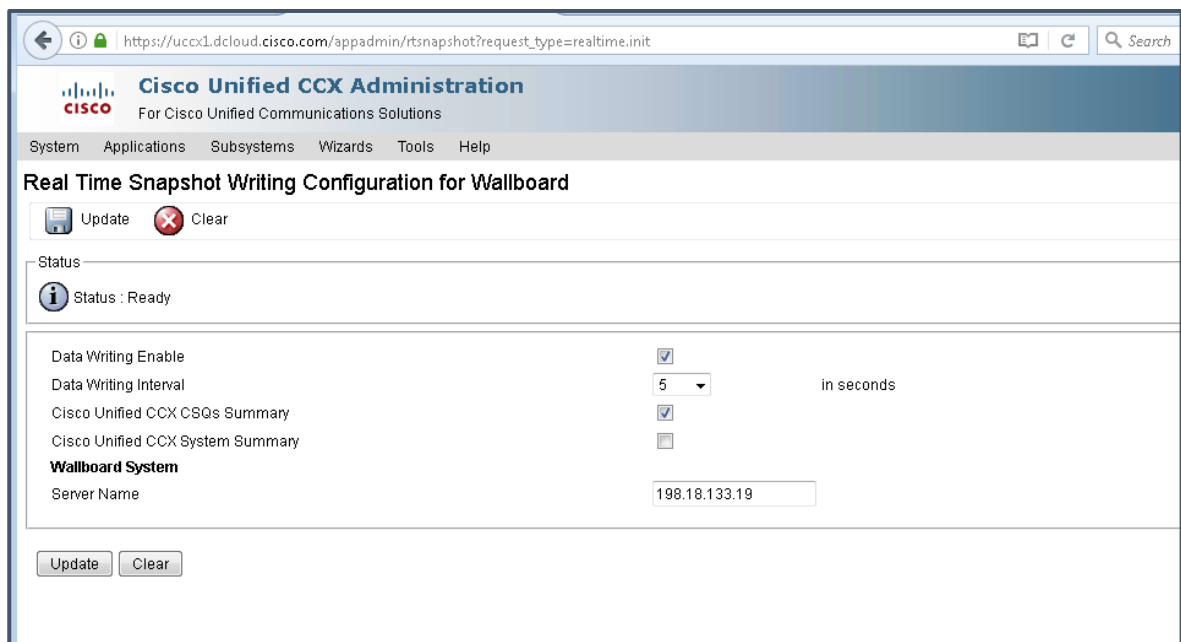 https://uccx1.dcloud.cisco.com/appadmin/rtsnapshot?request_type=realtime.init Search
cisco
Cisco Unified CCX Administration
For Cisco Unified Communications Solutions
System Applications Subsystems Wizards Tools Help
Real Time Snapshot Writing Configuration for Wallboard
Update Clear
Status
Status : Ready
Data Writing Enable
Data Writing Interval 5 in seconds
Cisco Unified CCX CSQs Summary
Cisco Unified CCX System Summary
Wallboard System
Server Name 198.18.133.19
Update Clear